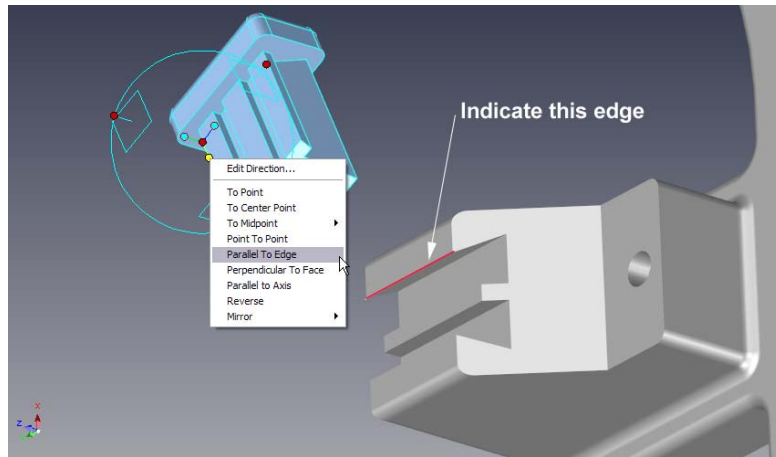 Indicate this edge
Edit Direction...
To Point
To Center Point
To Midpoint
Point To Point
Parallel To Edge
Perpendicular To Face
Parallel to Axis
Reverse
Mirror
X
Z